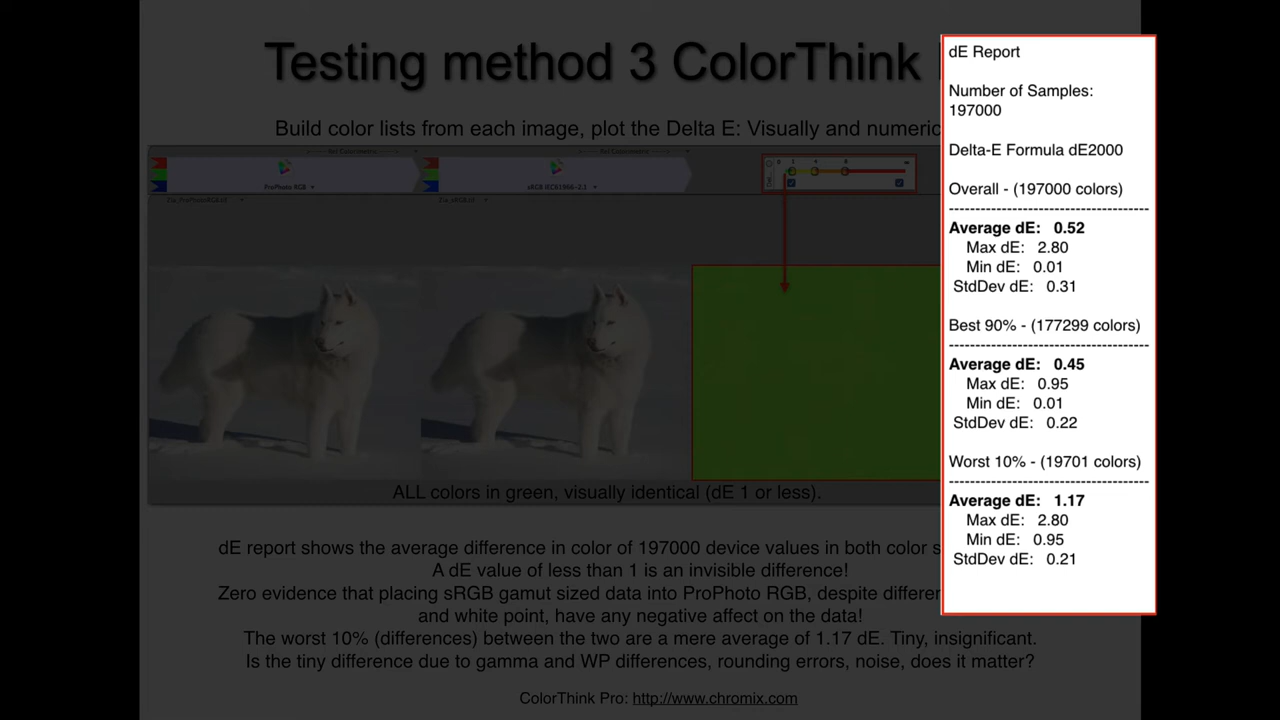 Testing method 3 ColorThink
Build color lists from each image, plot the Delta E: Visually and numeric
Rel Colorimetric
Rel Colorimetric
ProPhoto RGB
sRGB IEC61966-2.1
ALL colors in green, visually identical (dE 1 or less).
dE report shows the average difference in color of 197000 device values in both color s
A dE value of less than 1 is an invisible difference!
Zero evidence that placing sRGB gamut sized data into ProPhoto RGB, despite differen
and white point, have any negative affect on the data!
The worst 10% (differences) between the two are a mere average of 1.17 dE. Tiny, insignificant.
Is the tiny difference due to gamma and WP differences, rounding errors, noise, does it matter?
ColorThink Pro: http://www.chromix.com
dE Report
Number of Samples:
197000
Delta-E Formula dE2000
Overall - (197000 colors)
--------------------------------------
Average dE: 0.52
Max dE: 2.80
Min dE: 0.01
StdDev dE: 0.31
Best 90% - (177299 colors)
--------------------------------------
Average dE: 0.45
Max dE: 0.95
Min dE: 0.01
StdDev dE: 0.22
Worst 10% - (19701 colors)
--------------------------------------
Average dE: 1.17
Max dE: 2.80
Min dE: 0.95
StdDev dE: 0.21